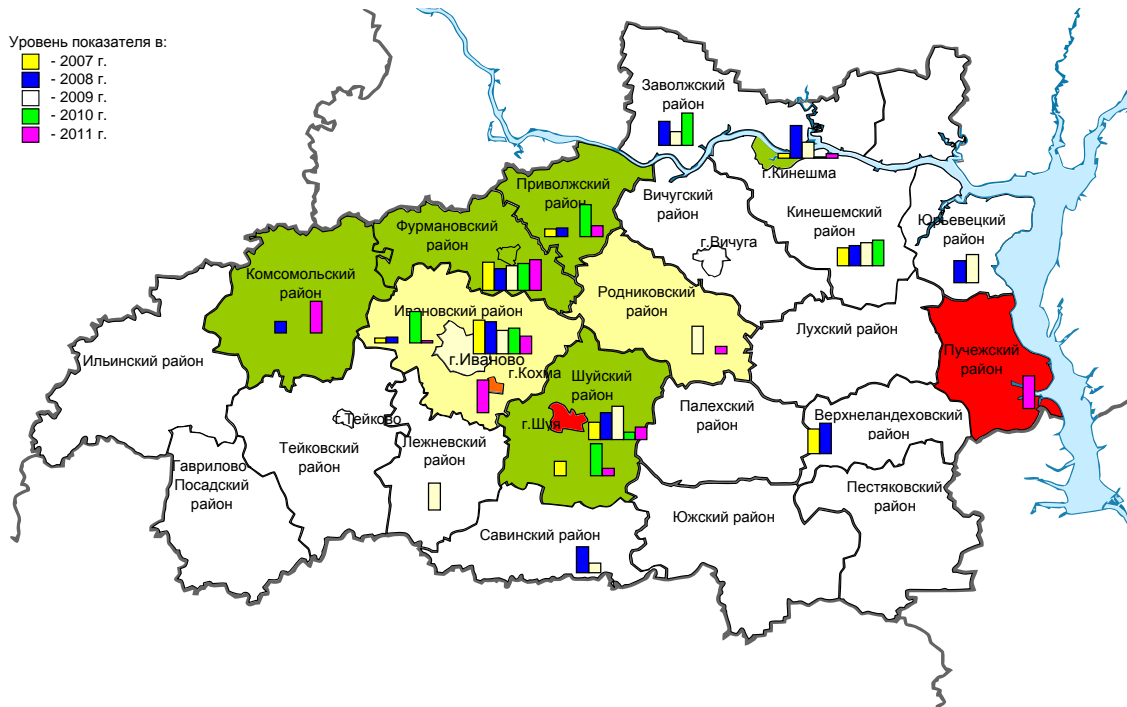 Уровень показателя в:
- 2007 г.
- 2008 г.
- 2009 г.
- 2010 г.
- 2011 г.
Заволжский
район
г.Кинешма
Приволжский
район
Вичугский
район
Кинешемский
район
Юрьевецкий
район
Фурмановский
район
г.Вичуга
Комсомольский
район
Родниковский
район
Ивановский район
Лухский район
Ильинский район
г.Иваново
Пучежский
район
г.Кохма
Шуйский
район
Палехский
район
Верхнеландеховский
район
г.Тейково
г.Шуя
Тейковский
район
Лежневский
район
Гаврилово-
Посадский
район
Пестяковский
район
Южский район
Савинский район